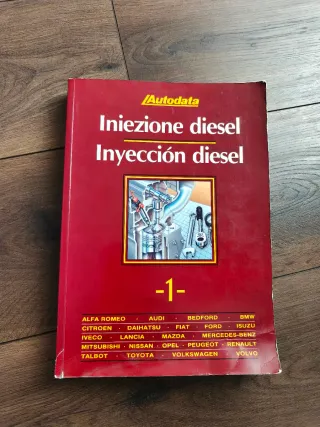 Autodata
Iniezione diesel
Inyección diesel
-1-
ALFA ROMEO · AUDI · BEDFORD · BMW
CITROEN · DAIHATSU · FIAT · FORD · ISUZU
IVECO · LANCIA · MAZDA · MERCEDES-BENZ
MITSUBISHI · NISSAN · OPEL · PEUGEOT · RENAULT
TALBOT · TOYOTA · VOLKSWAGEN · VOLVO